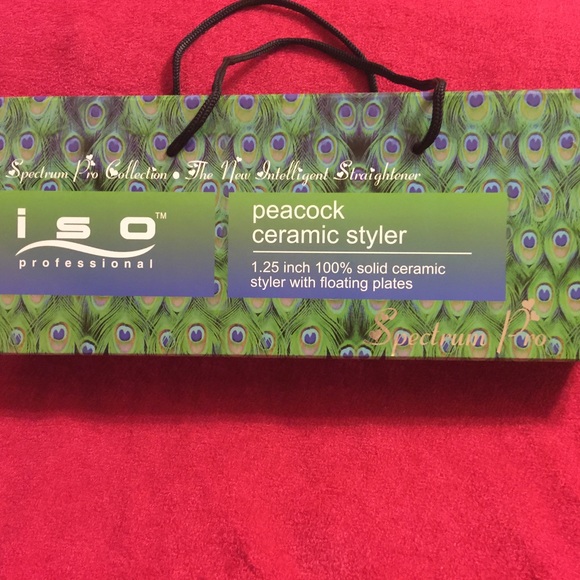 Spectrum Pro Collection • The New Intelligent Straightener
iso™
professional
peacock
ceramic styler
1.25 inch 100% solid ceramic
styler with floating plates
Spectrum Pro